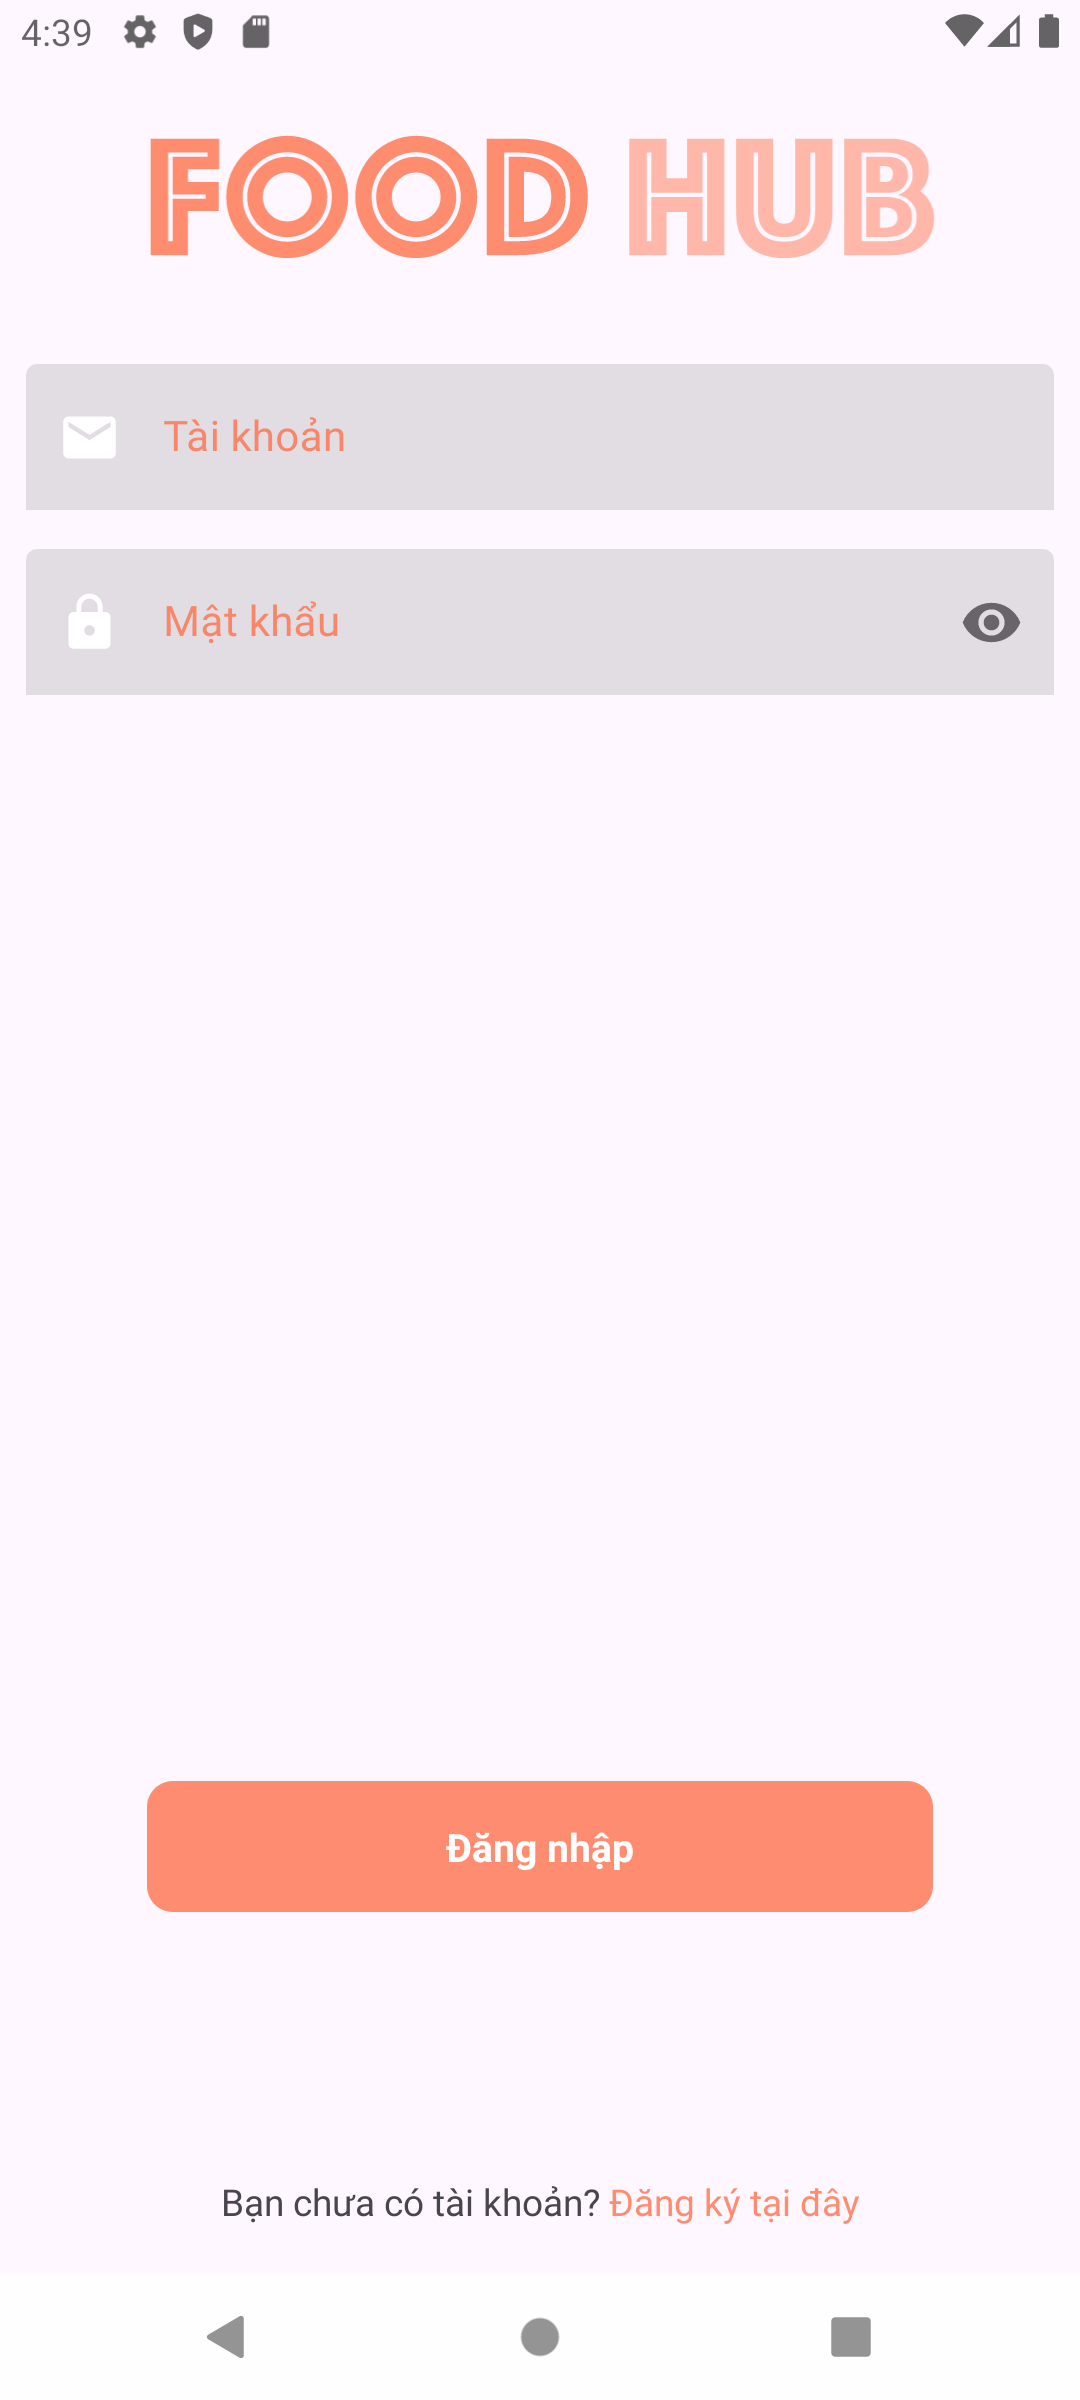 4:39
FOOD HUB
Tài khoản
Mật khẩu
Đăng nhập
Bạn chưa có tài khoản? Đăng ký tại đây